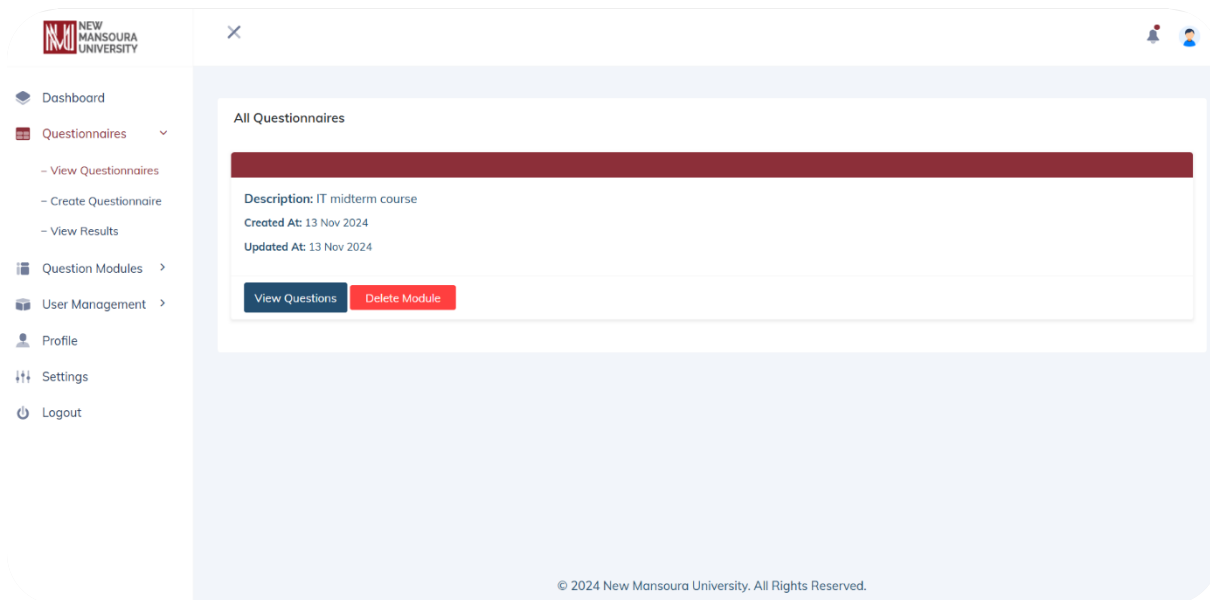 NEW
MANSOURA
UNIVERSITY
Dashboard
Questionnaires
- View Questionnaires
- Create Questionnaire
- View Results
Question Modules
User Management
Profile
Settings
Logout
All Questionnaires
Description: IT midterm course
Created At: 13 Nov 2024
Updated At: 13 Nov 2024
View Questions Delete Module
© 2024 New Mansoura University. All Rights Reserved.